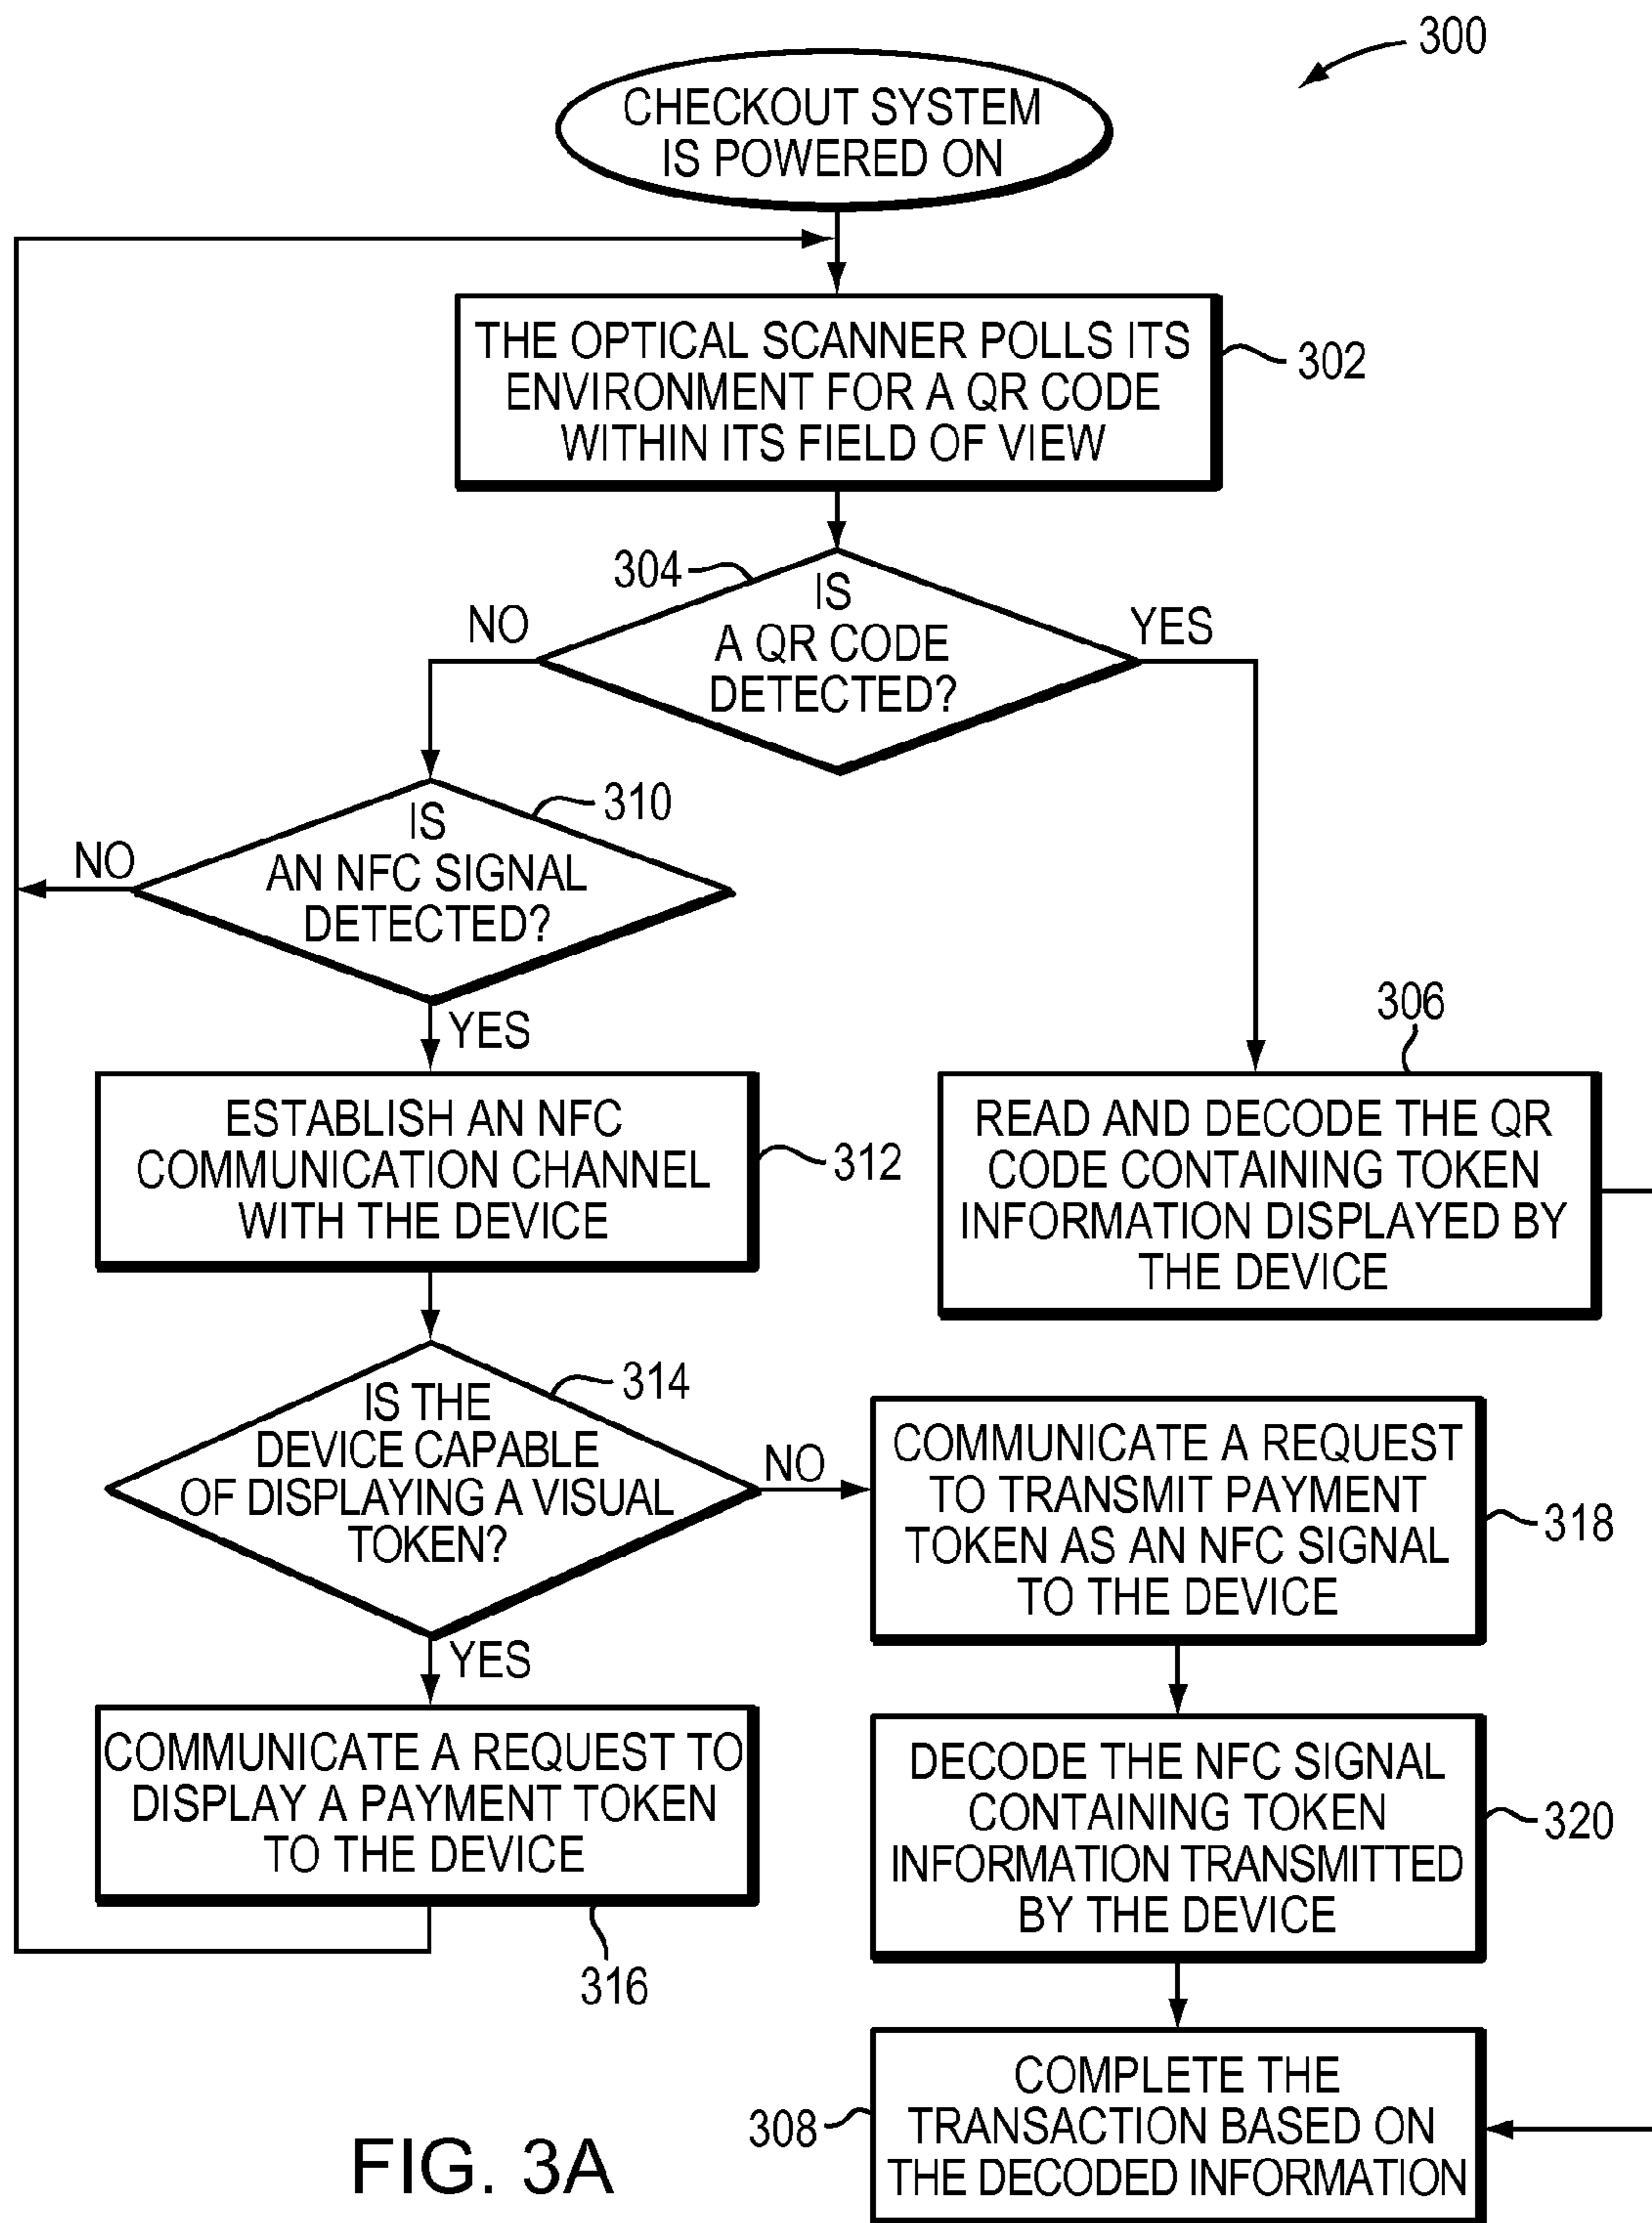 300
CHECKOUT SYSTEM
IS POWERED ON
THE OPTICAL SCANNER POLLS ITS
ENVIRONMENT FOR A QR CODE
WITHIN ITS FIELD OF VIEW
302
304
IS
A QR CODE
DETECTED?
NO
YES
310
IS
AN NFC SIGNAL
DETECTED?
NO
YES
306
READ AND DECODE THE QR
CODE CONTAINING TOKEN
INFORMATION DISPLAYED BY
THE DEVICE
ESTABLISH AN NFC
COMMUNICATION CHANNEL
WITH THE DEVICE
312
314
IS THE
DEVICE CAPABLE
OF DISPLAYING A VISUAL
TOKEN?
NO
YES
COMMUNICATE A REQUEST
TO TRANSMIT PAYMENT
TOKEN AS AN NFC SIGNAL
TO THE DEVICE
318
COMMUNICATE A REQUEST TO
DISPLAY A PAYMENT TOKEN
TO THE DEVICE
316
DECODE THE NFC SIGNAL
CONTAINING TOKEN
INFORMATION TRANSMITTED
BY THE DEVICE
320
COMPLETE THE
TRANSACTION BASED ON
THE DECODED INFORMATION
308
FIG. 3A